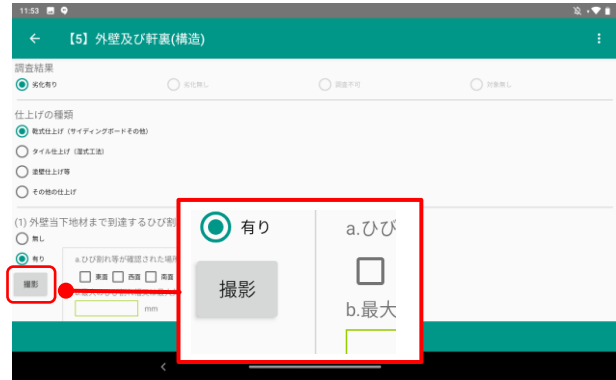 11:53
【5】外壁及び軒裏(構造)
調査結果
劣化有り
劣化無し
調査不可
対象無し
仕上げの種類
乾式仕上げ（サイディングボードその他）
タイル仕上げ（湿式工法）
塗壁仕上げ等
その他の仕上げ
(1) 外壁当下地材まで到達するひび割
無し
有り
a.ひび割れ等が確認された場所
東面 西面 南面
撮影
mm
有り
a.ひび
撮影
b.最大